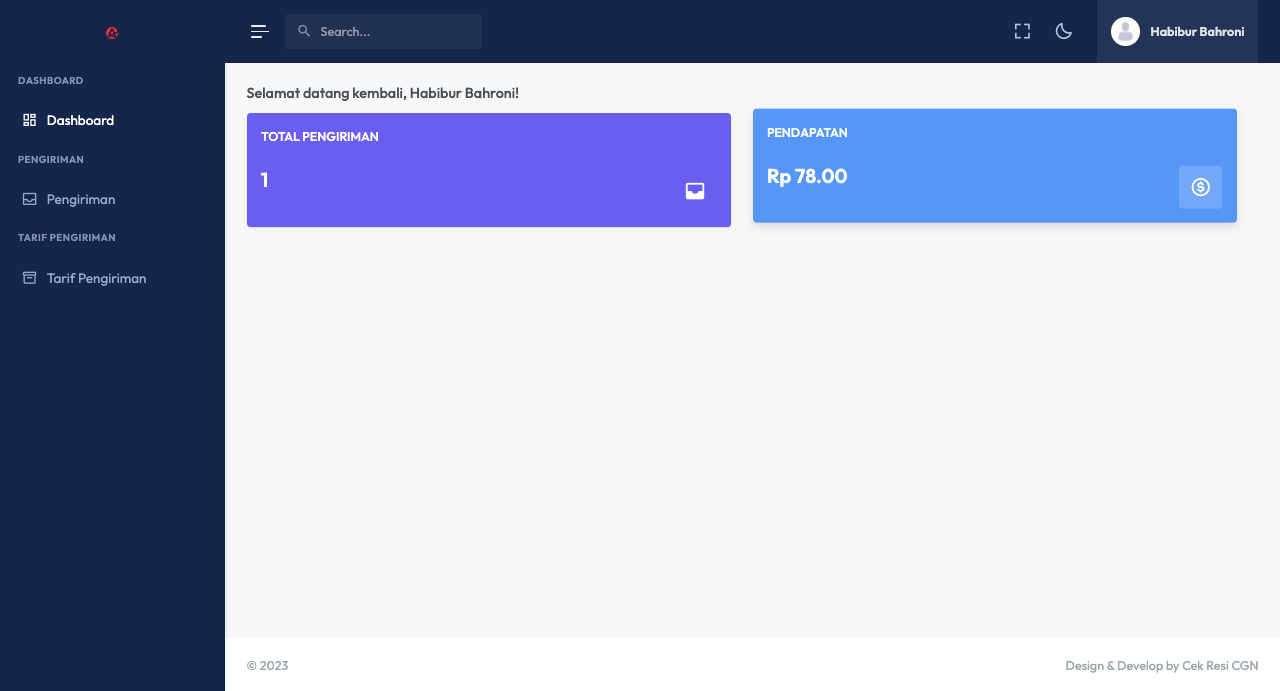 Search...
Habibur Bahroni
DASHBOARD
Dashboard
PENGIRIMAN
Pengiriman
TARIF PENGIRIMAN
Tarif Pengiriman
Selamat datang kembali, Habibur Bahroni!
TOTAL PENGIRIMAN
1
PENDAPATAN
Rp 78.00
© 2023
Design & Develop by Cek Resi CGN